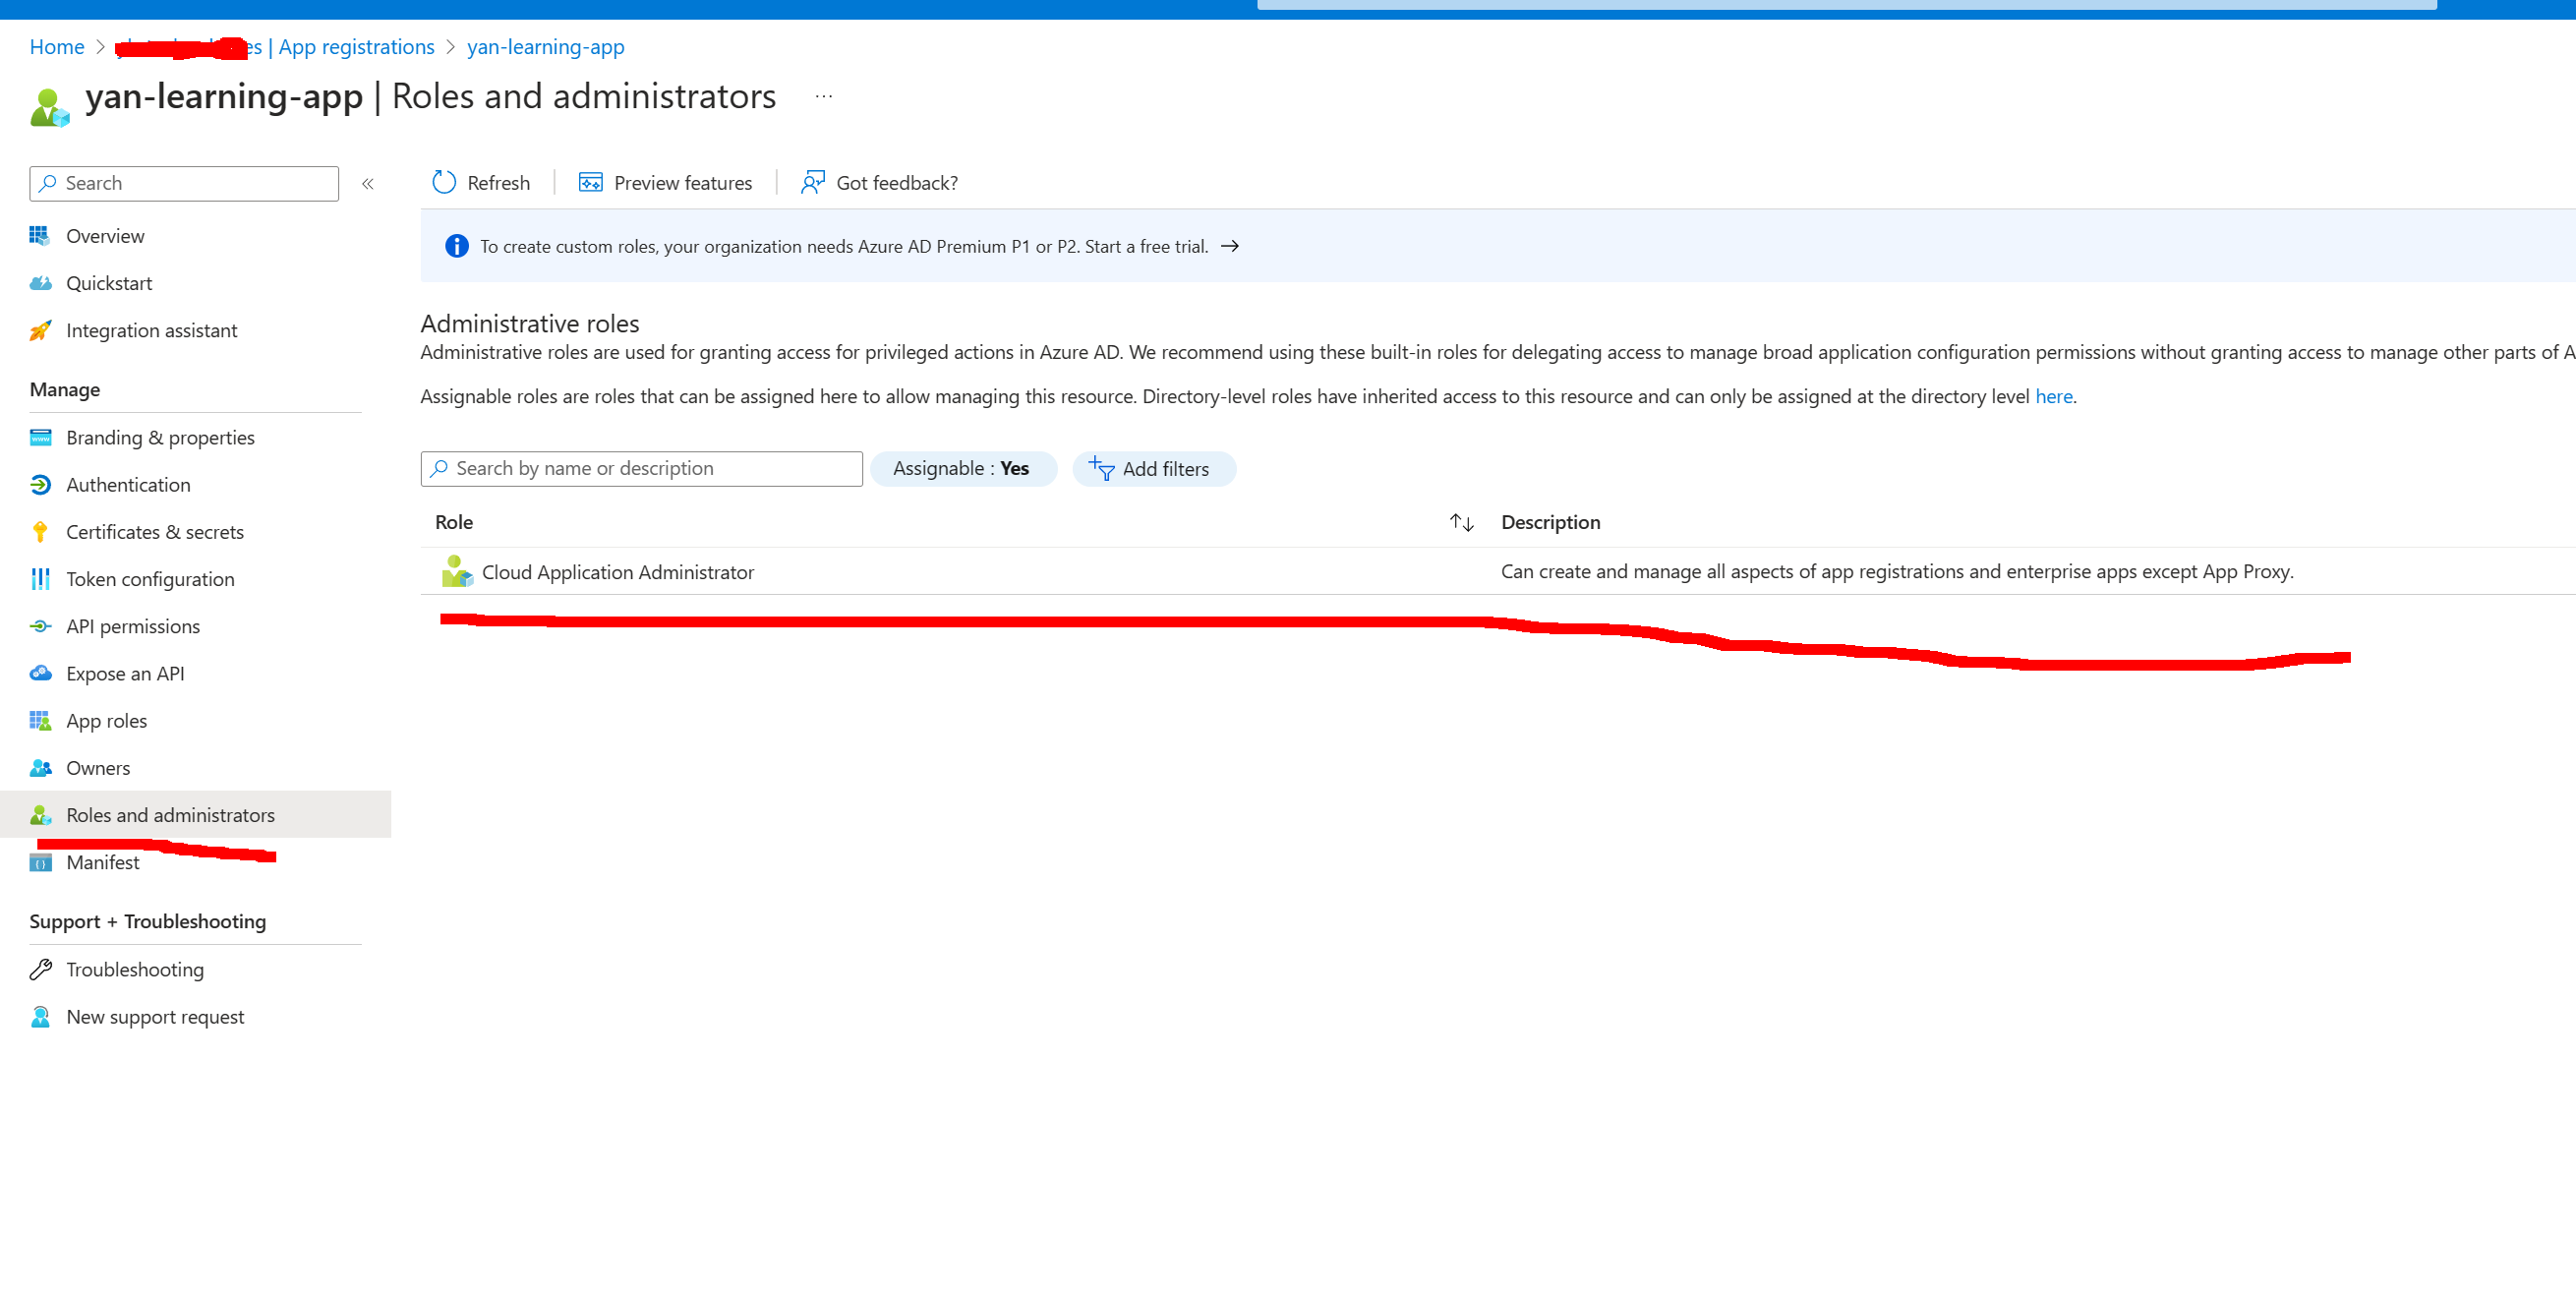 Home > es | App registrations > yan-learning-app
yan-learning-app | Roles and administrators ...
Search «
Overview
Quickstart
Integration assistant
Manage
Branding & properties
Authentication
Certificates & secrets
Token configuration
API permissions
Expose an API
App roles
Owners
Roles and administrators
Manifest
Support + Troubleshooting
Troubleshooting
New support request
Refresh | Preview features | Got feedback?
To create custom roles, your organization needs Azure AD Premium P1 or P2. Start a free trial. →
Administrative roles
Administrative roles are used for granting access for privileged actions in Azure AD. We recommend using these built-in roles for delegating access to manage broad application configuration permissions without granting access to manage other parts of A
Assignable roles are roles that can be assigned here to allow managing this resource. Directory-level roles have inherited access to this resource and can only be assigned at the directory level here.
Search by name or description Assignable : Yes Add filters
Role ↑↓ Description
Cloud Application Administrator Can create and manage all aspects of app registrations and enterprise apps except App Proxy.